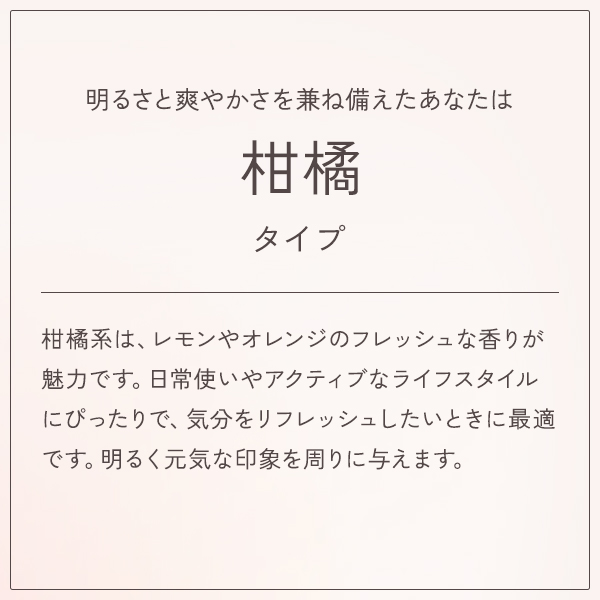 明るさと爽やかさを兼ね備えたあなたは
柑橘
タイプ
柑橘系は、レモンやオレンジのフレッシュな香りが
魅力です。日常使いやアクティブなライフスタイル
にぴったりで、気分をリフレッシュしたいときに最適
です。明るく元気な印象を周りに与えます。